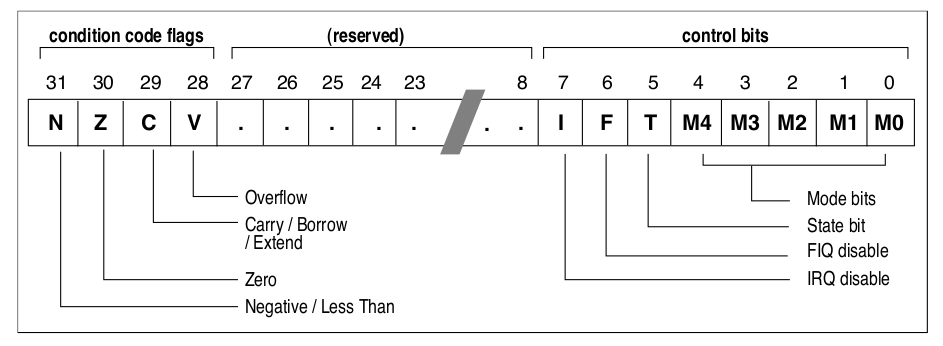 condition code flags (reserved) control bits
31 30 29 28 27 26 25 24 23 8 7 6 5 4 3 2 1 0
N Z C V . . . . . . . I F T M4 M3 M2 M1 M0
Overflow
Carry / Borrow
/ Extend
Zero
Negative / Less Than
Mode bits
State bit
FIQ disable
IRQ disable